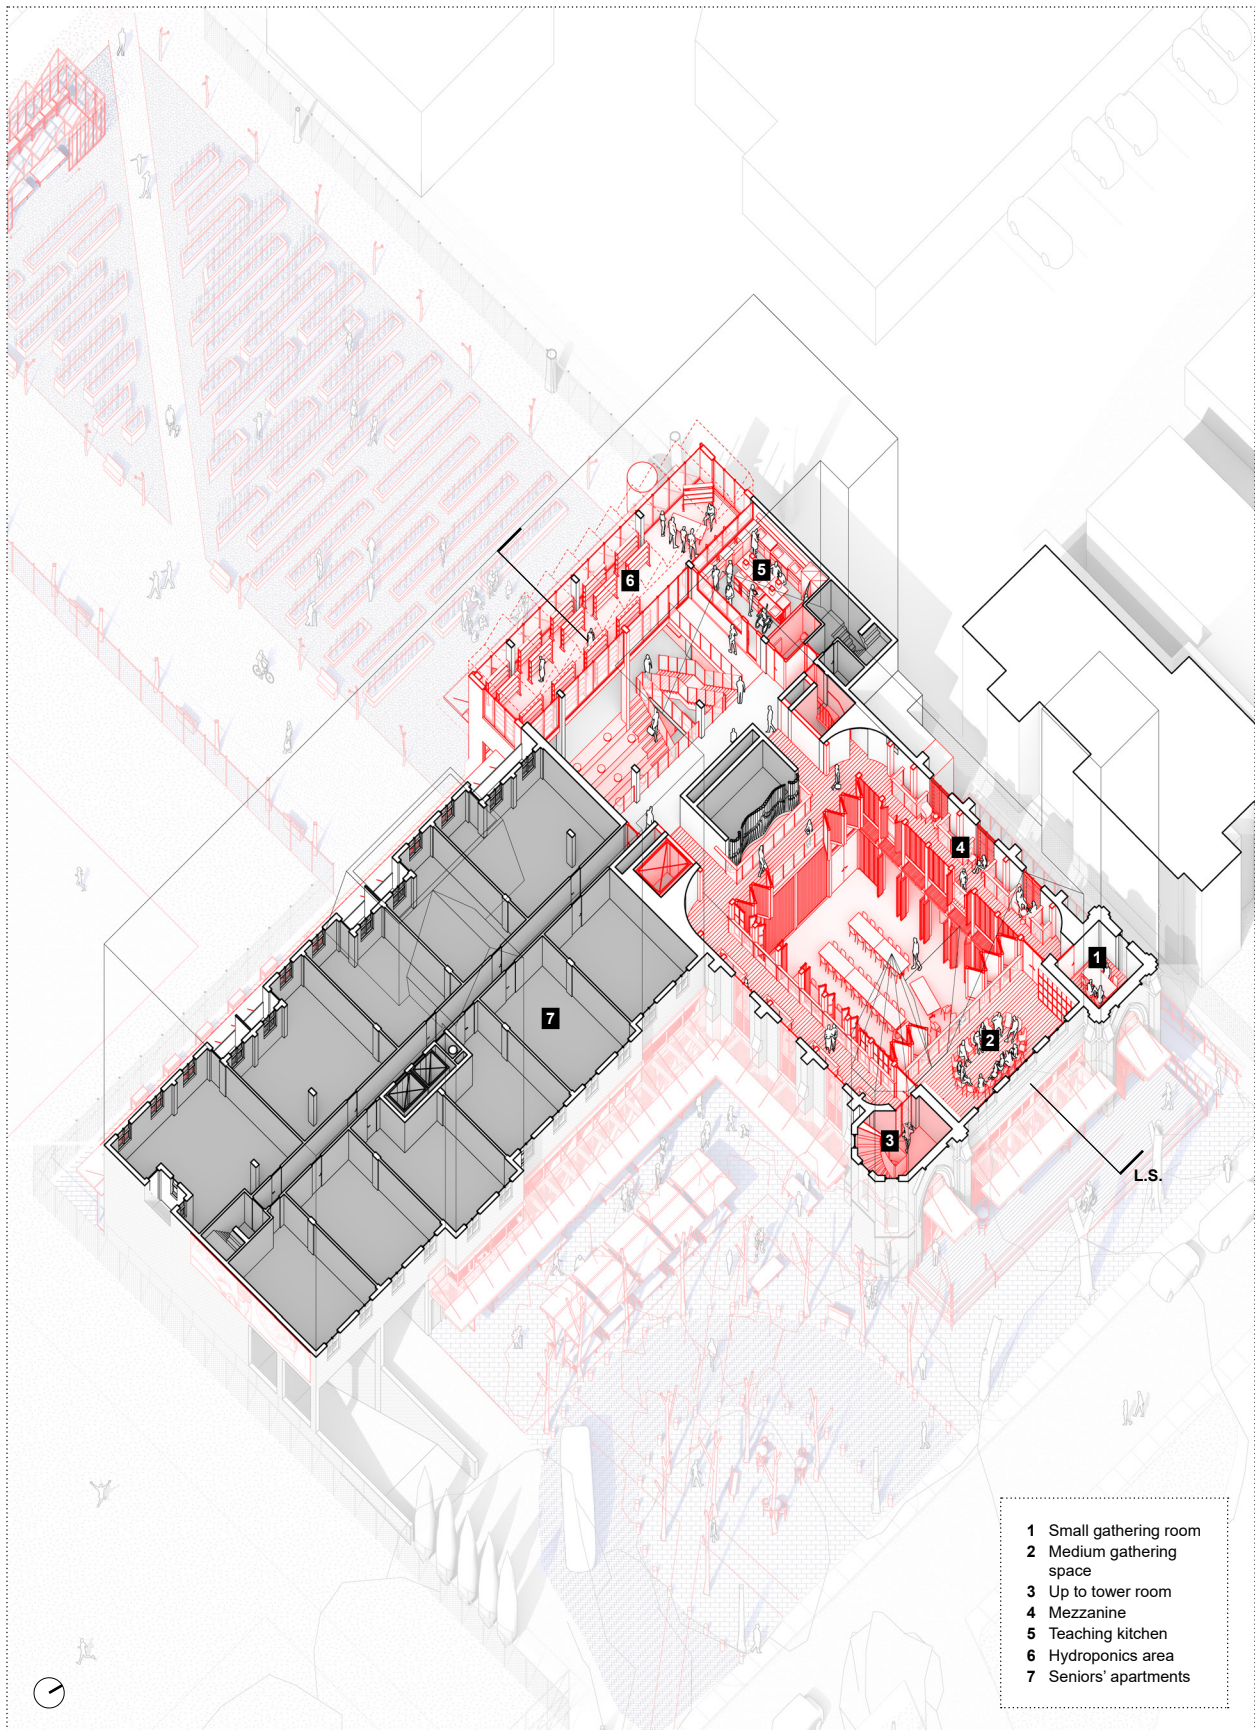 5
6
4
1
7
2
3
L.S.
1 Small gathering room
2 Medium gathering
space
3 Up to tower room
4 Mezzanine
5 Teaching kitchen
6 Hydroponics area
7 Seniors' apartments